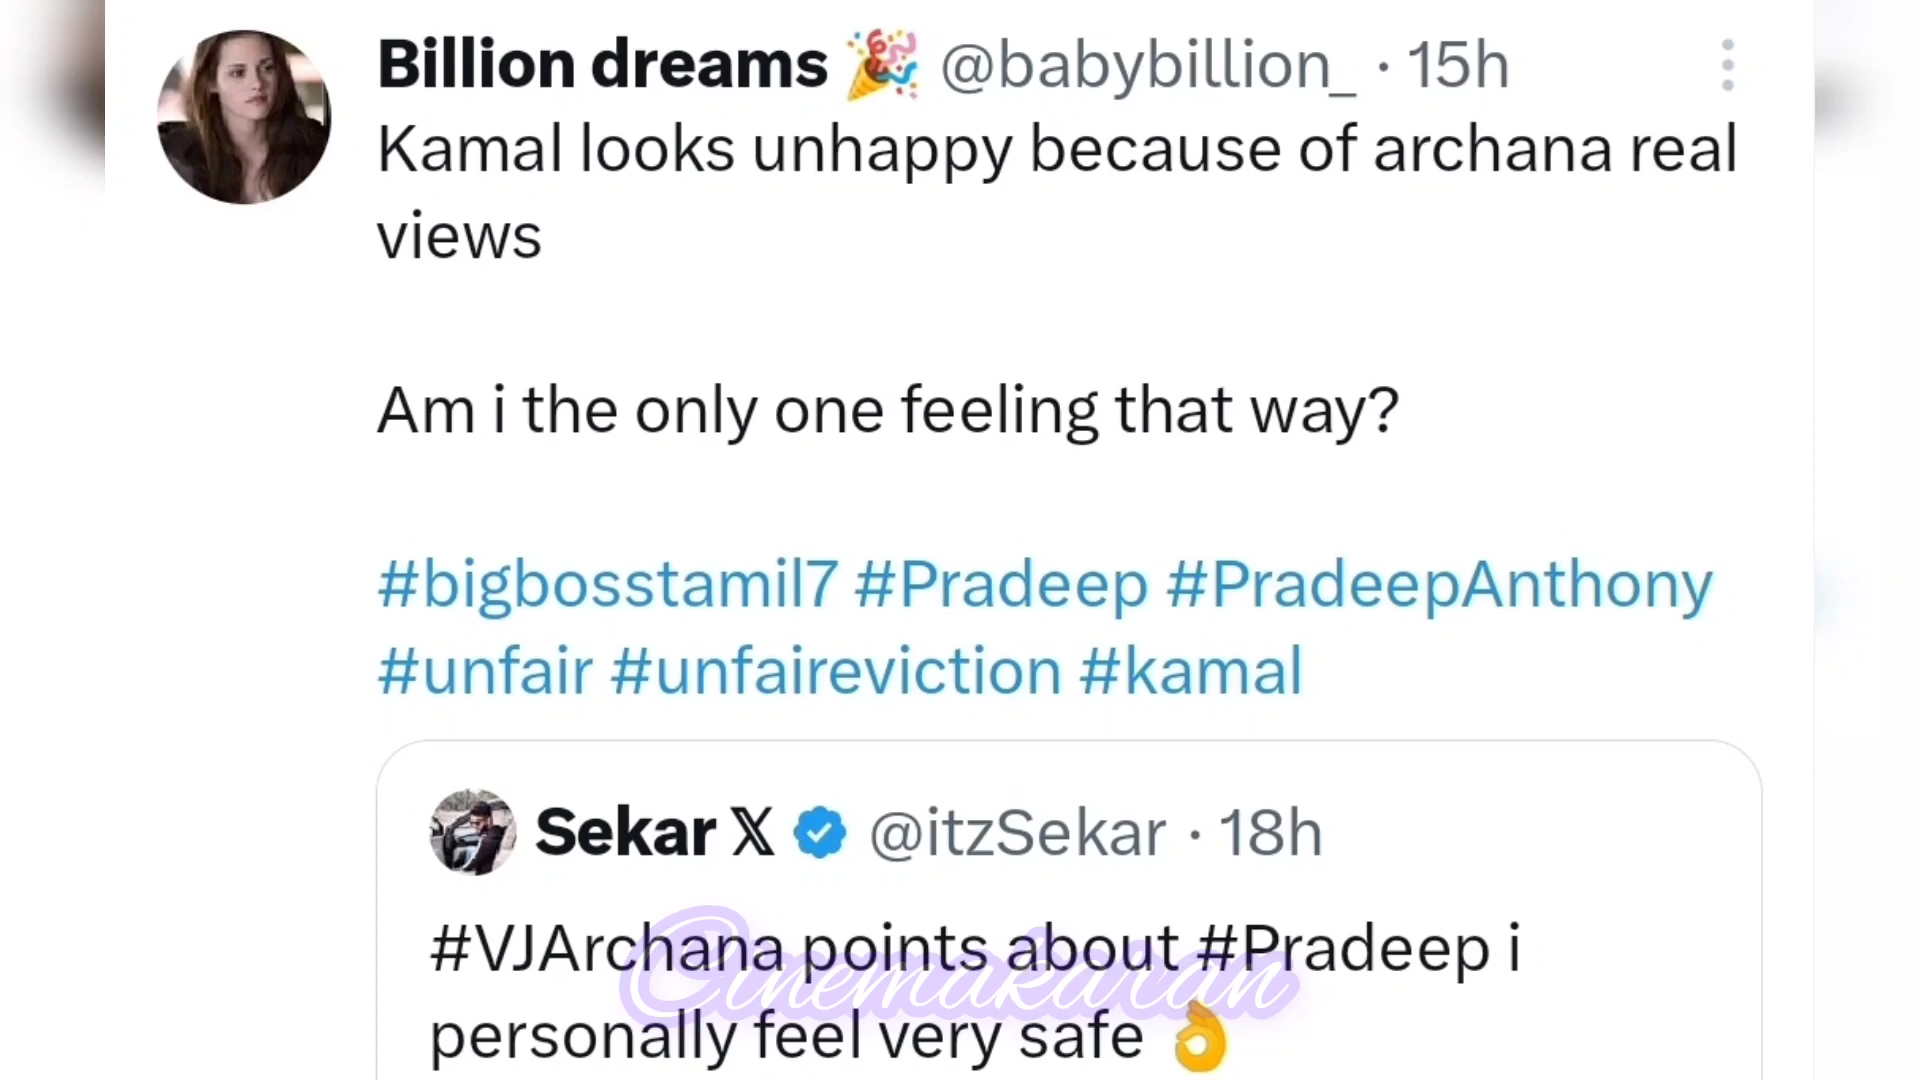 Billion dreams 🎉 @babybillion_ · 15h
Kamal looks unhappy because of archana real
views
Am i the only one feeling that way?
#bigbosstamil7 #Pradeep #PradeepAnthony
#unfair #unfaireviction #kamal
Sekar 𝕏 @itzSekar · 18h
#VJArchana points about #Pradeep i
personally feel very safe 👌
Cinemakaran